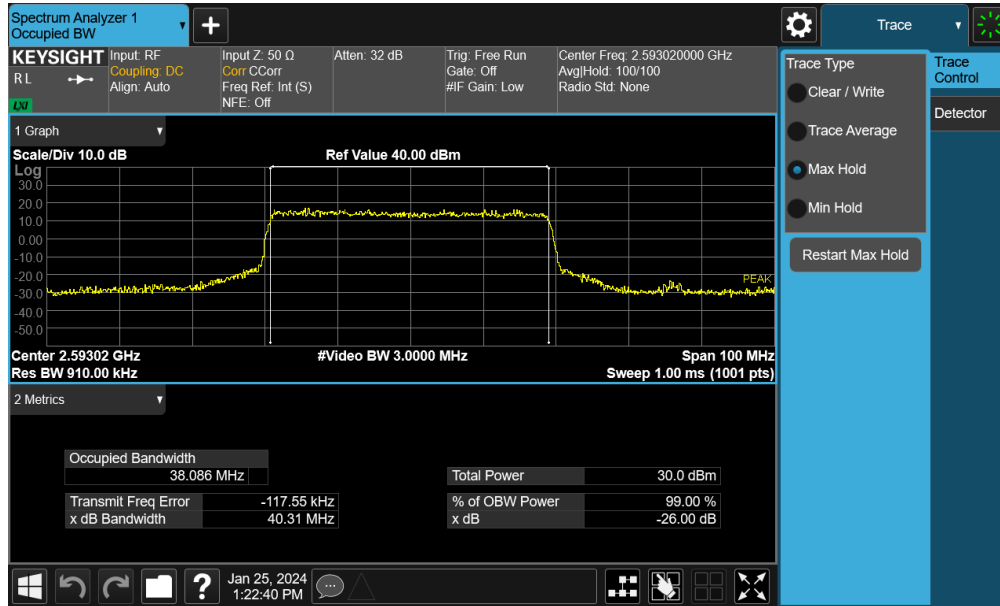 Spectrum Analyzer 1
Occupied BW
Trace
KEYSIGHT
R L
LXI
Input: RF
Coupling: DC
Align: Auto
Input Z: 50 Ω
Corr CCorr
Freq Ref: Int (S)
NFE: Off
Atten: 32 dB
Trig: Free Run
Gate: Off
#IF Gain: Low
Center Freq: 2.593020000 GHz
Avg|Hold: 100/100
Radio Std: None
1 Graph
Scale/Div 10.0 dB
Ref Value 40.00 dBm
Log
30.0
20.0
10.0
0.00
-10.0
-20.0
-30.0
-40.0
-50.0
PEAK
Center 2.59302 GHz
#Video BW 3.0000 MHz
Span 100 MHz
Res BW 910.00 kHz
Sweep 1.00 ms (1001 pts)
2 Metrics
Occupied Bandwidth
38.086 MHz
Total Power 30.0 dBm
Transmit Freq Error -117.55 kHz
% of OBW Power 99.00 %
x dB Bandwidth 40.31 MHz
x dB -26.00 dB
Trace Type
Clear / Write
Trace Average
Max Hold
Min Hold
Restart Max Hold
Trace
Control
Detector
?
Jan 25, 2024
1:22:40 PM